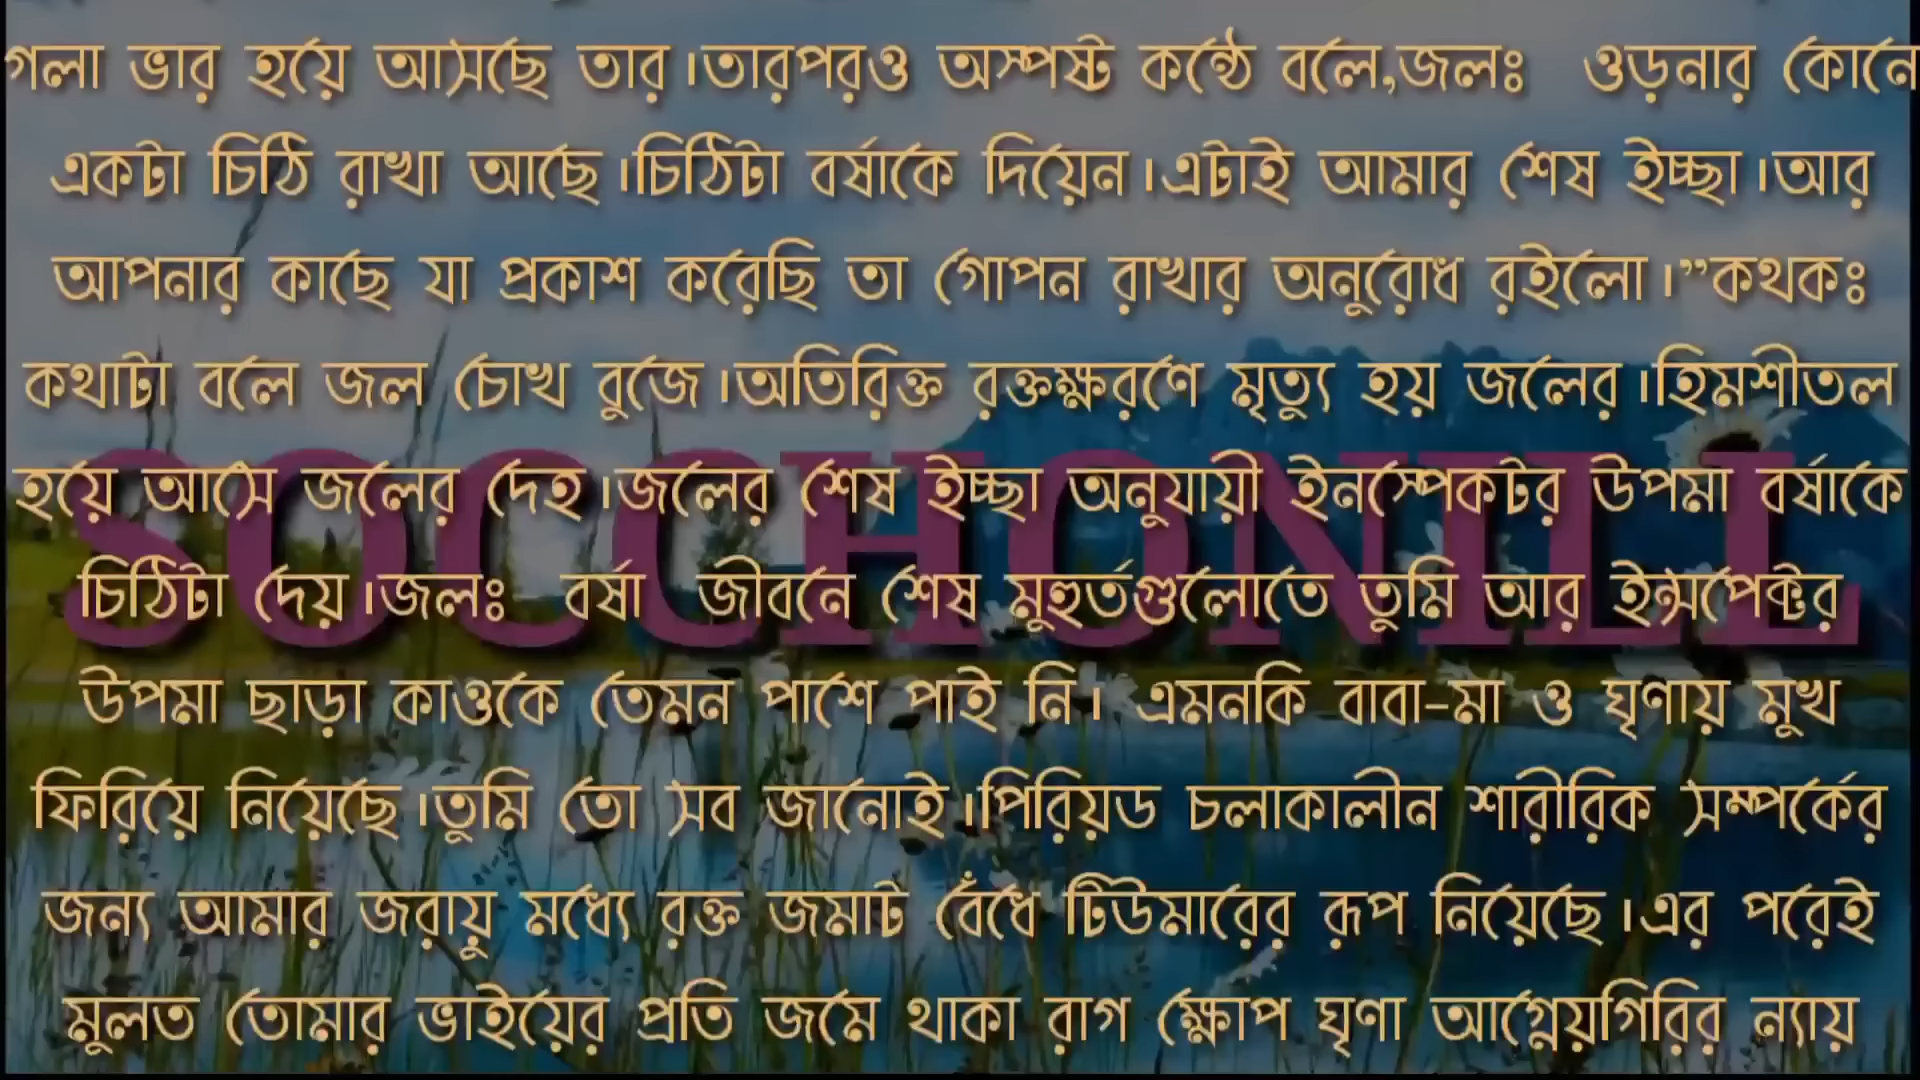 গলা ভার হয়ে আসছে তার।তারপরও অস্পষ্ট কন্ঠে বলে,জলঃ ওড়নার কোনে
একটা চিঠি রাখা আছে।চিঠিটা বর্ষাকে দিয়েন।এটাই আমার শেষ ইচ্ছা।আর
আপনার কাছে যা প্রকাশ করেছি তা গোপন রাখার অনুরোধ রইলো।”কথকঃ
কথাটা বলে জল চোখ বুজে।অতিরিক্ত রক্তক্ষরণে মৃত্যু হয় জলের।হিমশীতল
হয়ে আসে জলের দেহ।জলের শেষ ইচ্ছা অনুযায়ী ইনস্পেকটর উপমা বর্ষাকে
SOCCHONILL
চিঠিটা দেয়।জলঃ বর্ষা জীবনে শেষ মুহুর্তগুলোতে তুমি আর ইন্সপেক্টর
উপমা ছাড়া কাওকে তেমন পাশে পাই নি। এমনকি বাবা-মা ও ঘৃণায় মুখ
ফিরিয়ে নিয়েছে।তুমি তো সব জানোই।পিরিয়ড চলাকালীন শারীরিক সম্পর্কের
জন্য আমার জরায়ু মধ্যে রক্ত জমাট বেঁধে টিউমারের রূপ নিয়েছে।এর পরেই
মুলত তোমার ভাইয়ের প্রতি জমে থাকা রাগ ক্ষোপ ঘৃণা আগ্নেয়গিরির ন্যায়